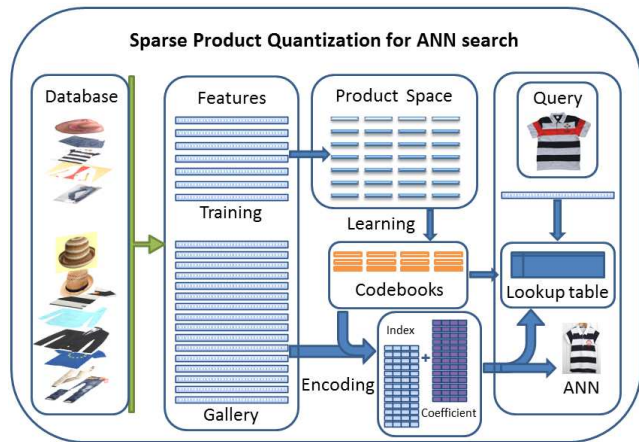 Sparse Product Quantization for ANN search
Database
Features
Training
Gallery
Product Space
Learning
Codebooks
Encoding
Index
+
Coefficient
Query
Lookup table
ANN